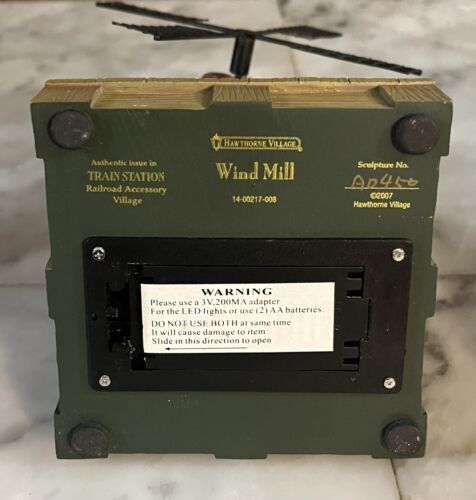 HAWTHORNE VILLAGE
Authentic issue in
TRAIN STATION
Railroad Accessory
Village
Wind Mill
14-00217-008
Sculpture No.
AD450
©2007
Hawthorne Village
WARNING
Please use a 3V,200MA adapter
For the LED lights or use (2) AA batteries.
DO NOT USE BOTH at same time
It will cause damage to item
Slide in this direction to open